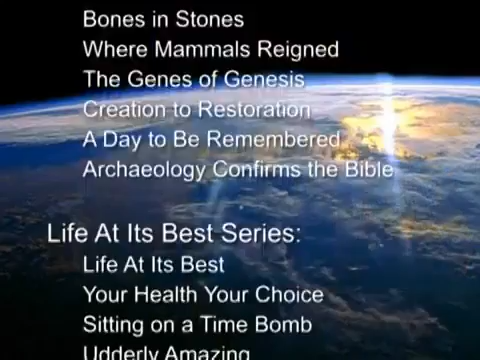 Bones in Stones
Where Mammals Reigned
The Genes of Genesis
Creation to Restoration
A Day to Be Remembered
Archaeology Confirms the Bible
Life At Its Best Series:
Life At Its Best
Your Health Your Choice
Sitting on a Time Bomb
Udderly Amazing